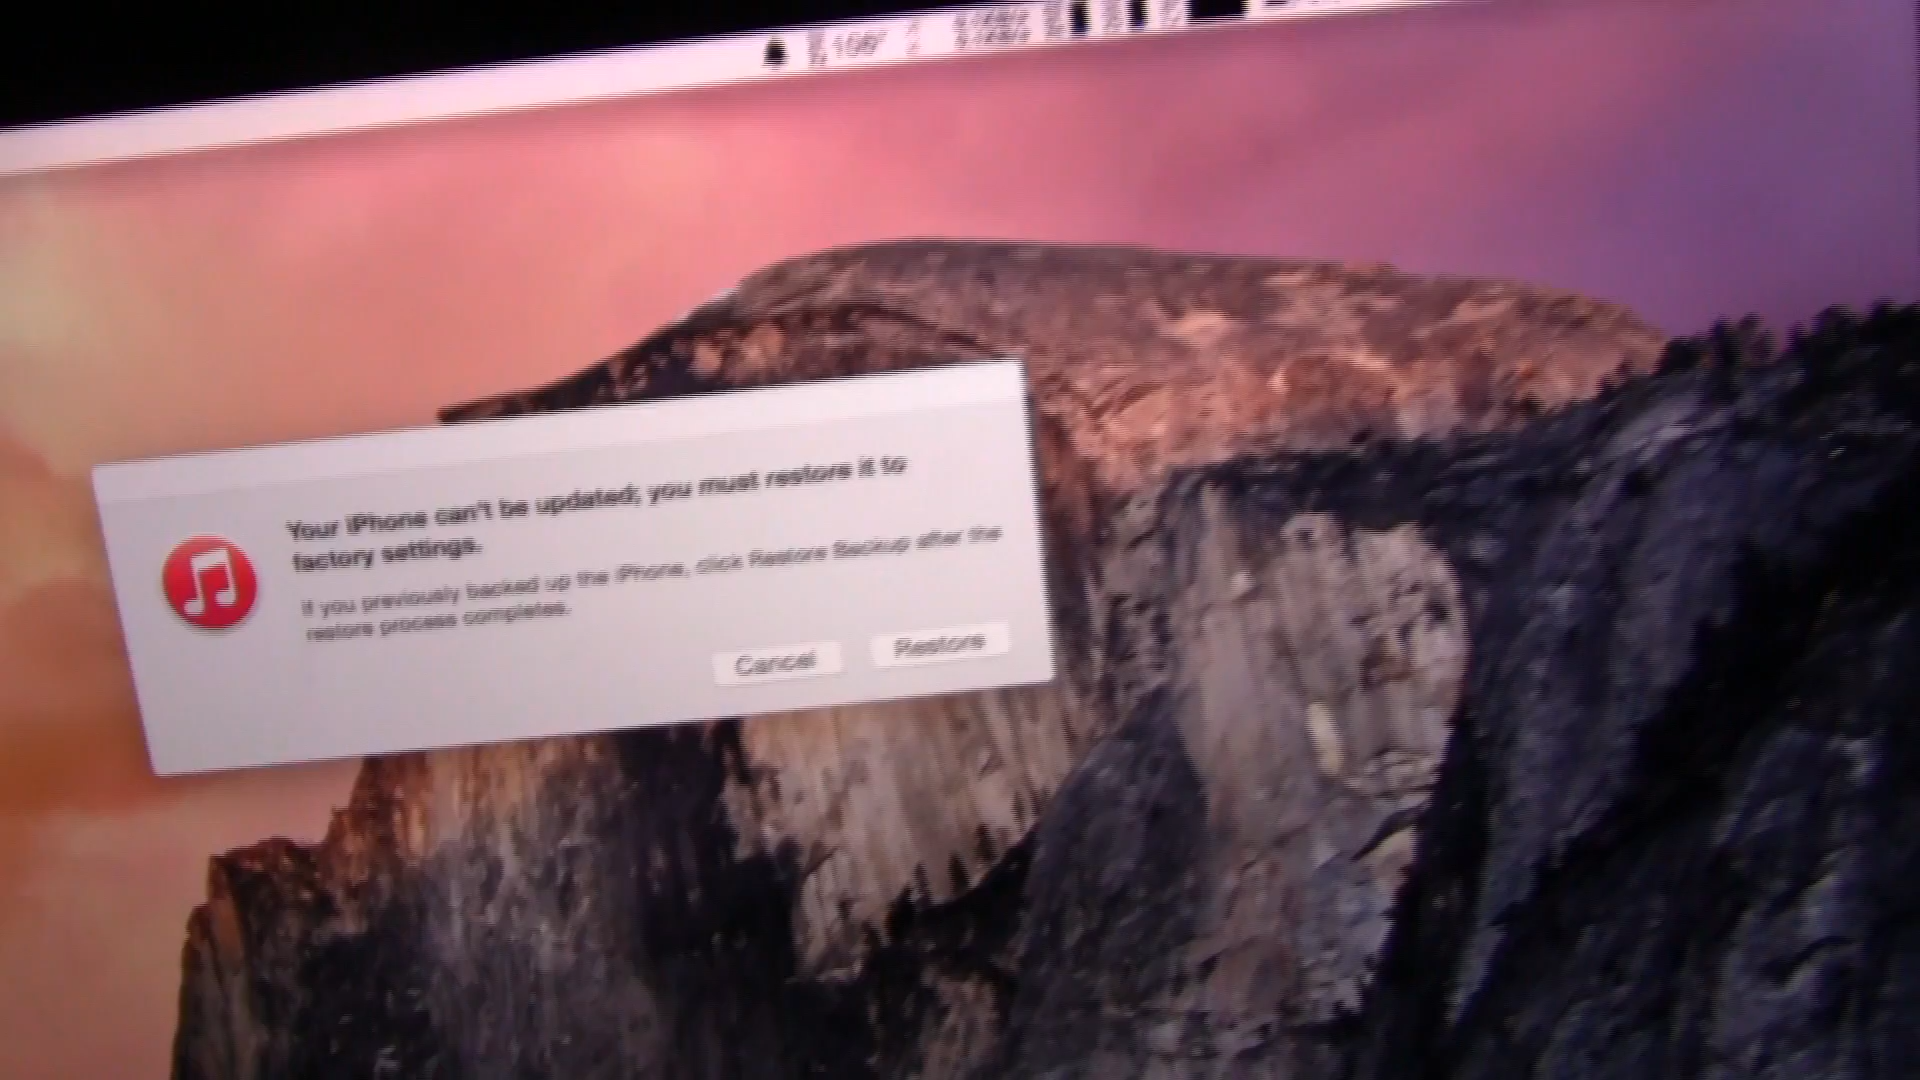 106°
Your iPhone can't be updated; you must restore it to
factory settings.
If you previously backed up the iPhone, click Restore Backup after the
restore process completes.
Cancel Restore